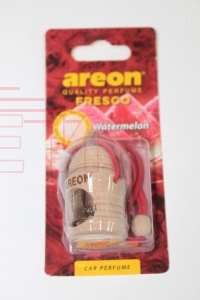 areon
QUALITY PERFUME
FRESCO
Watermelon
AREON
CAR PERFUME